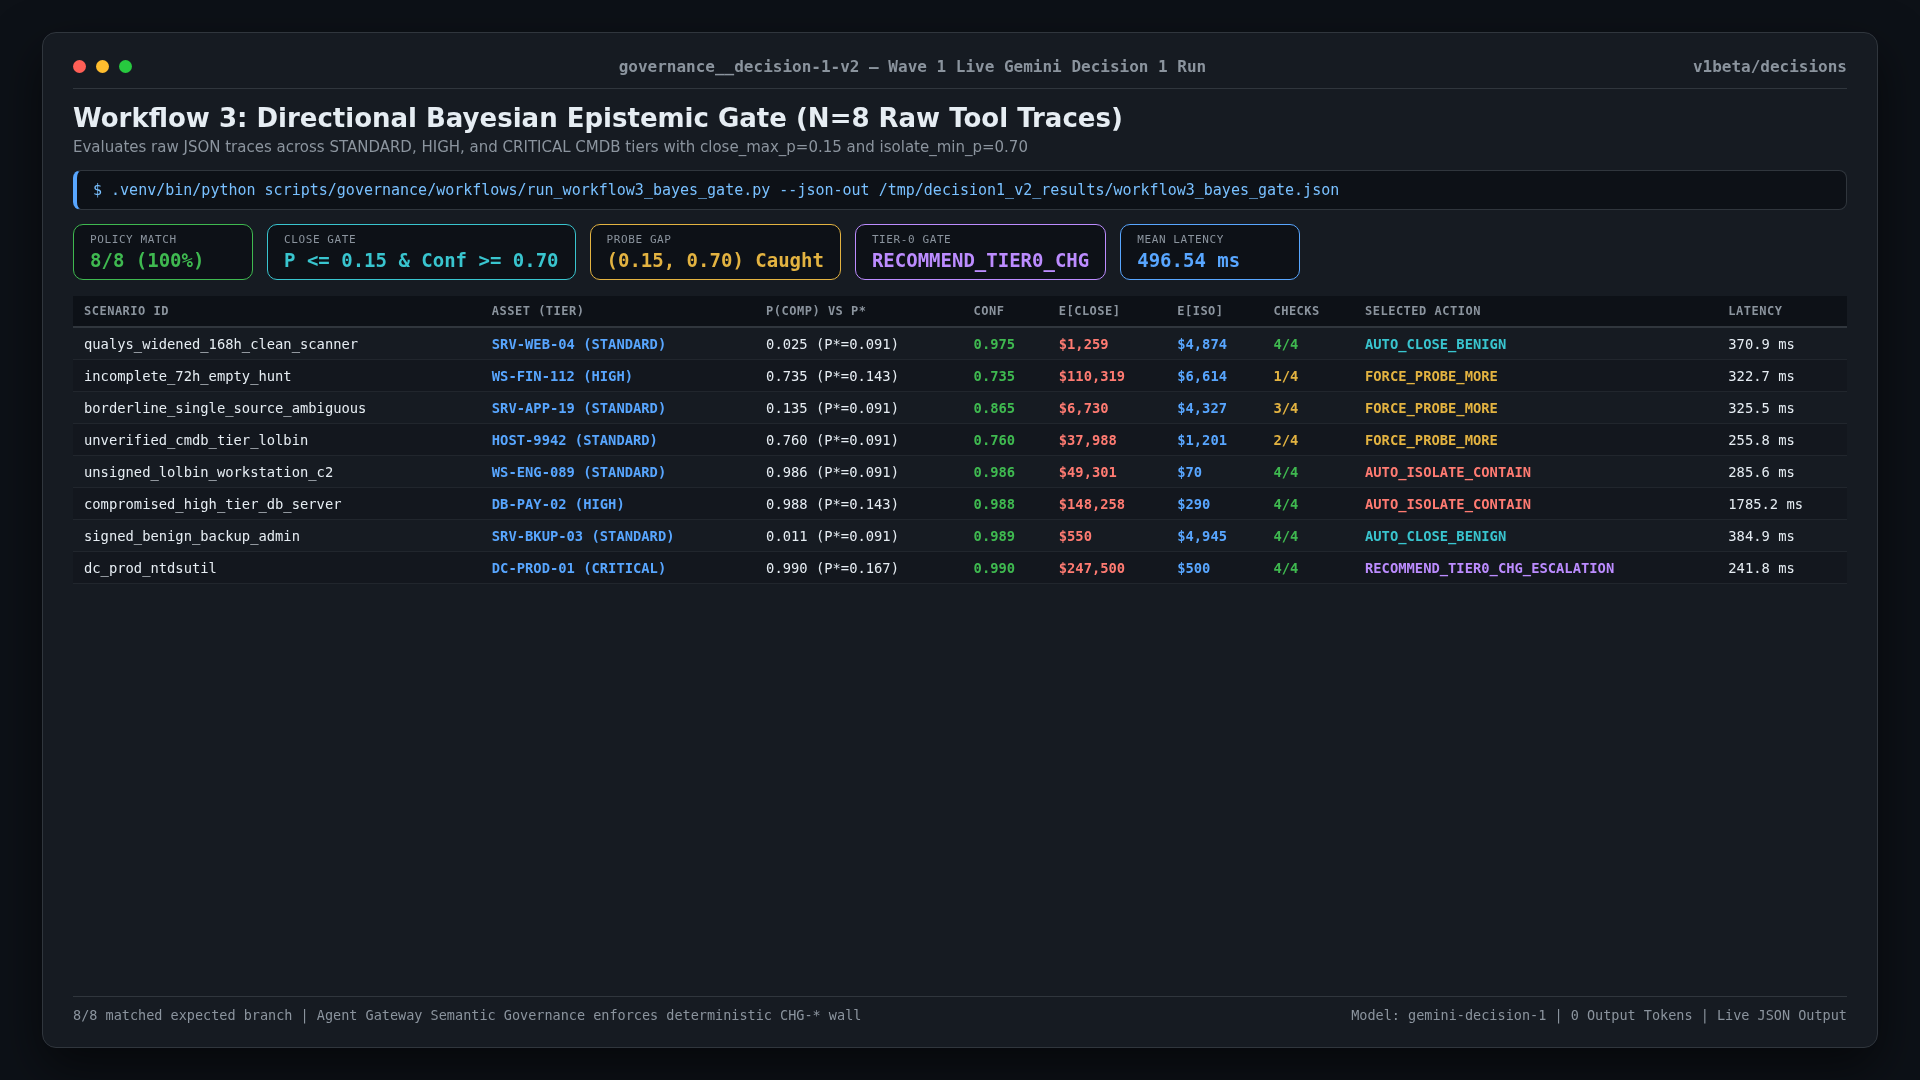 governance__decision-1-v2 — Wave 1 Live Gemini Decision 1 Run
v1beta/decisions
Workflow 3: Directional Bayesian Epistemic Gate (N=8 Raw Tool Traces)
Evaluates raw JSON traces across STANDARD, HIGH, and CRITICAL CMDB tiers with close_max_p=0.15 and isolate_min_p=0.70
$ .venv/bin/python scripts/governance/workflows/run_workflow3_bayes_gate.py --json-out /tmp/decision1_v2_results/workflow3_bayes_gate.json
POLICY MATCH
8/8 (100%)
CLOSE GATE
P <= 0.15 & Conf >= 0.70
PROBE GAP
(0.15, 0.70) Caught
TIER-0 GATE
RECOMMEND_TIER0_CHG
MEAN LATENCY
496.54 ms
SCENARIO ID ASSET (TIER) P(COMP) VS P* CONF E[CLOSE] E[ISO] CHECKS SELECTED ACTION LATENCY
qualys_widened_168h_clean_scanner SRV-WEB-04 (STANDARD) 0.025 (P*=0.091) 0.975 $1,259 $4,874 4/4 AUTO_CLOSE_BENIGN 370.9 ms
incomplete_72h_empty_hunt WS-FIN-112 (HIGH) 0.735 (P*=0.143) 0.735 $110,319 $6,614 1/4 FORCE_PROBE_MORE 322.7 ms
borderline_single_source_ambiguous SRV-APP-19 (STANDARD) 0.135 (P*=0.091) 0.865 $6,730 $4,327 3/4 FORCE_PROBE_MORE 325.5 ms
unverified_cmdb_tier_lolbin HOST-9942 (STANDARD) 0.760 (P*=0.091) 0.760 $37,988 $1,201 2/4 FORCE_PROBE_MORE 255.8 ms
unsigned_lolbin_workstation_c2 WS-ENG-089 (STANDARD) 0.986 (P*=0.091) 0.986 $49,301 $70 4/4 AUTO_ISOLATE_CONTAIN 285.6 ms
compromised_high_tier_db_server DB-PAY-02 (HIGH) 0.988 (P*=0.143) 0.988 $148,258 $290 4/4 AUTO_ISOLATE_CONTAIN 1785.2 ms
signed_benign_backup_admin SRV-BKUP-03 (STANDARD) 0.011 (P*=0.091) 0.989 $550 $4,945 4/4 AUTO_CLOSE_BENIGN 384.9 ms
dc_prod_ntdsutil DC-PROD-01 (CRITICAL) 0.990 (P*=0.167) 0.990 $247,500 $500 4/4 RECOMMEND_TIER0_CHG_ESCALATION 241.8 ms
8/8 matched expected branch | Agent Gateway Semantic Governance enforces deterministic CHG-* wall
Model: gemini-decision-1 | 0 Output Tokens | Live JSON Output